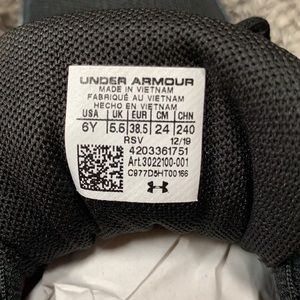 UNDER ARMOUR
MADE IN VIETNAM
FABRIQUÉ AU VIETNAM
HECHO EN VIETNAM
USA UK EUR CM CHN
6Y 5.5 38.5 24 240
RSV 12/19
4203361751
Art.3022100-001
C977D5HT00166